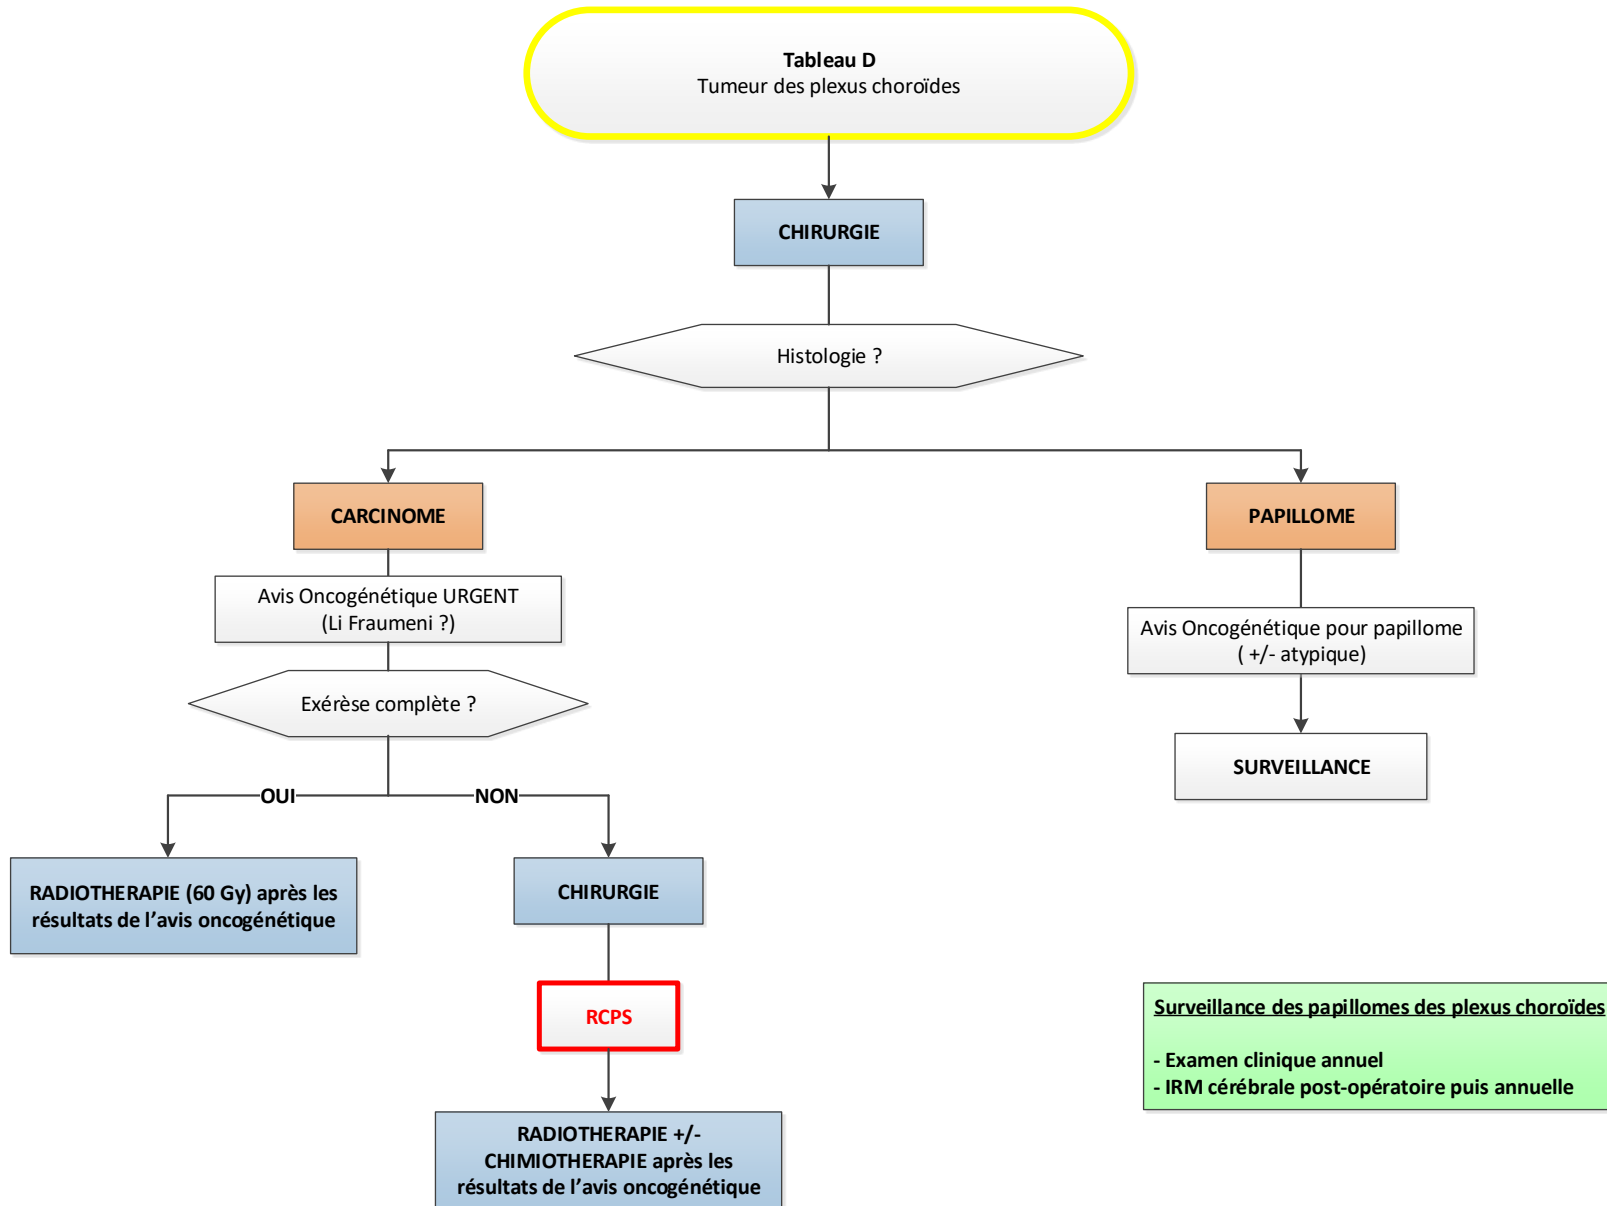 Tableau D
Tumeur des plexus choroïdes
CHIRURGIE
Histologie ?
CARCINOME
PAPILLOME
Avis Oncogénétique URGENT
(Li Fraumeni ?)
Avis Oncogénétique pour papillome
( +/- atypique)
Exérèse complète ?
SURVEILLANCE
OUI
NON
RADIOTHERAPIE (60 Gy) après les
résultats de l’avis oncogénétique
CHIRURGIE
RCPS
Surveillance des papillomes des plexus choroïdes
- Examen clinique annuel
- IRM cérébrale post-opératoire puis annuelle
RADIOTHERAPIE +/-
CHIMIOTHERAPIE après les
résultats de l’avis oncogénétique